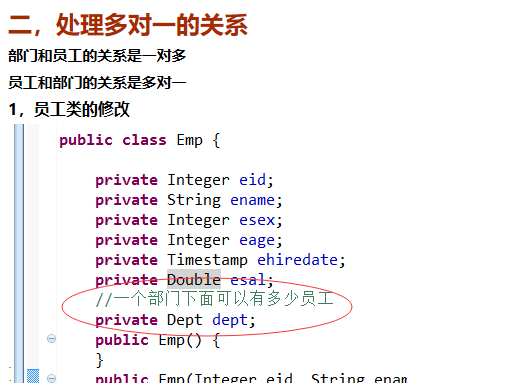 二，处理多对一的关系
部门和员工的关系是一对多
员工和部门的关系是多对一
1，员工类的修改
public class Emp {
private Integer eid;
private String ename;
private Integer esex;
private Integer eage;
private Timestamp ehiredate;
private Double esal;
//一个部门下面可以有多少员工
private Dept dept;
public Emp() {
}
public Emp(Integer eid, String enam